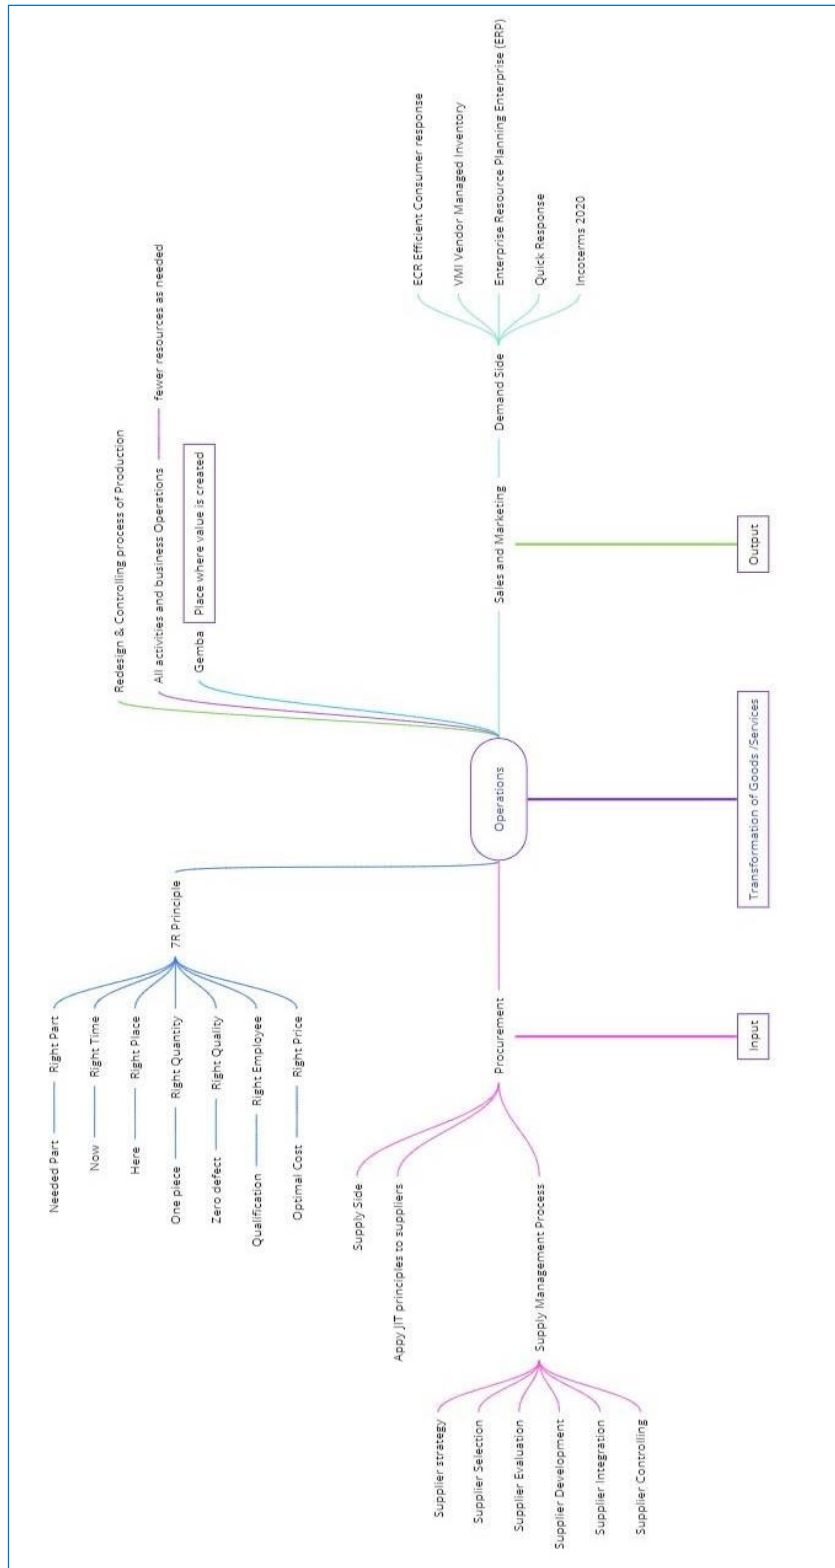 Redesign & Controlling process of Production
All activities and business Operations
fewer resources as needed
Gemba
Place where value is created
7R Principle
Needed Part
Right Part
Now
Right Time
Here
Right Place
One piece
Right Quantity
Zero defect
Right Quality
Qualification
Right Employee
Optimal Cost
Right Price
Supply Side
Appy JIT principles to suppliers
Supply Management Process
Supplier strategy
Supplier Selection
Supplier Evaluation
Supplier Development
Supplier Integration
Supplier Controlling
Procurement
Operations
Sales and Marketing
Demand Side
ECR Efficient Consumer response
VMI Vendor Managed Inventory
Enterprise Resource Planning Enterprise (ERP)
Quick Response
Incoterms 2020
Input
Transformation of Goods /Services
Output